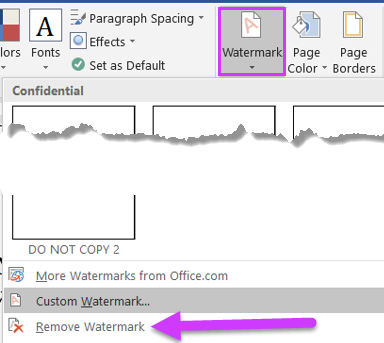 Paragraph Spacing
Effects
Set as Default
olors
Fonts
A
Watermark
Page
Color
Page
Borders
Confidential
DO NOT COPY 2
More Watermarks from Office.com
Custom Watermark...
Remove Watermark